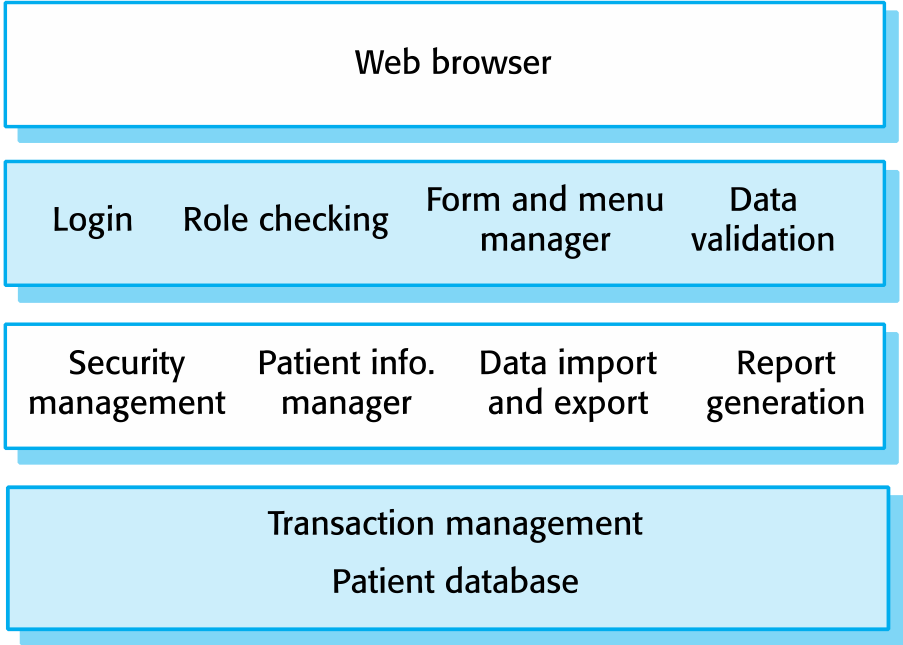 Web browser
Login
Role checking
Form and menu
manager
Data
validation
Security
management
Patient info.
manager
Data import
and export
Report
generation
Transaction management
Patient database